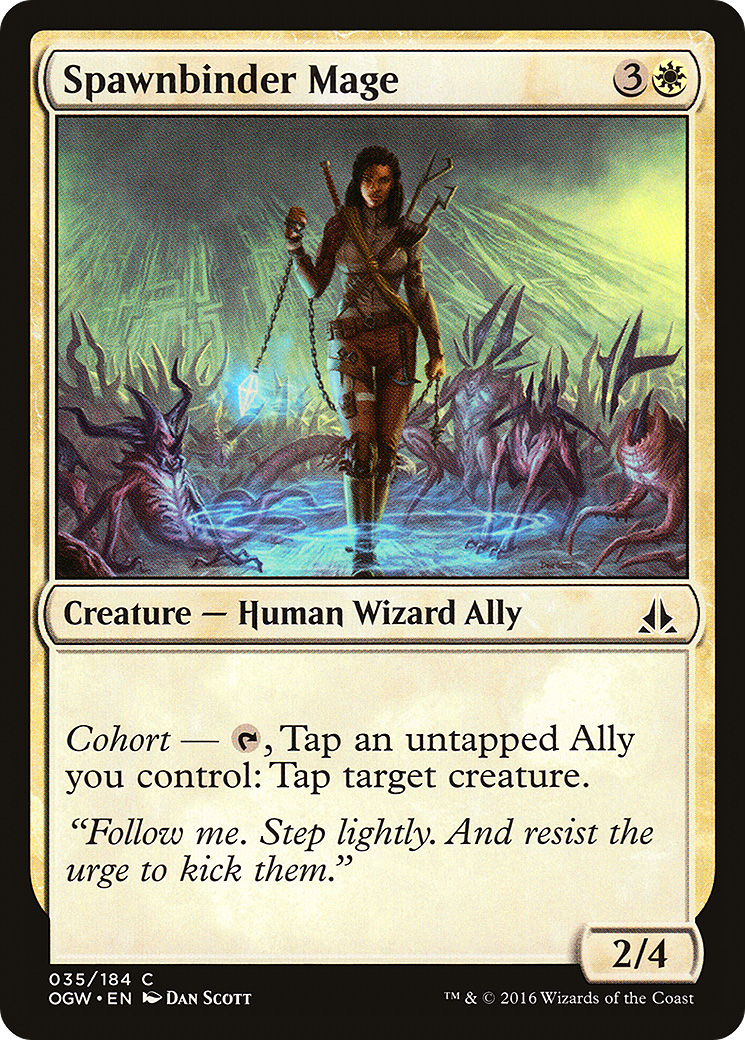 Spawnbinder Mage 3
Creature — Human Wizard Ally
Cohort — , Tap an untapped Ally
you control: Tap target creature.
“Follow me. Step lightly. And resist the
urge to kick them.”
2/4
035/184 C
OGW • EN Dan Scott
™ & © 2016 Wizards of the Coast